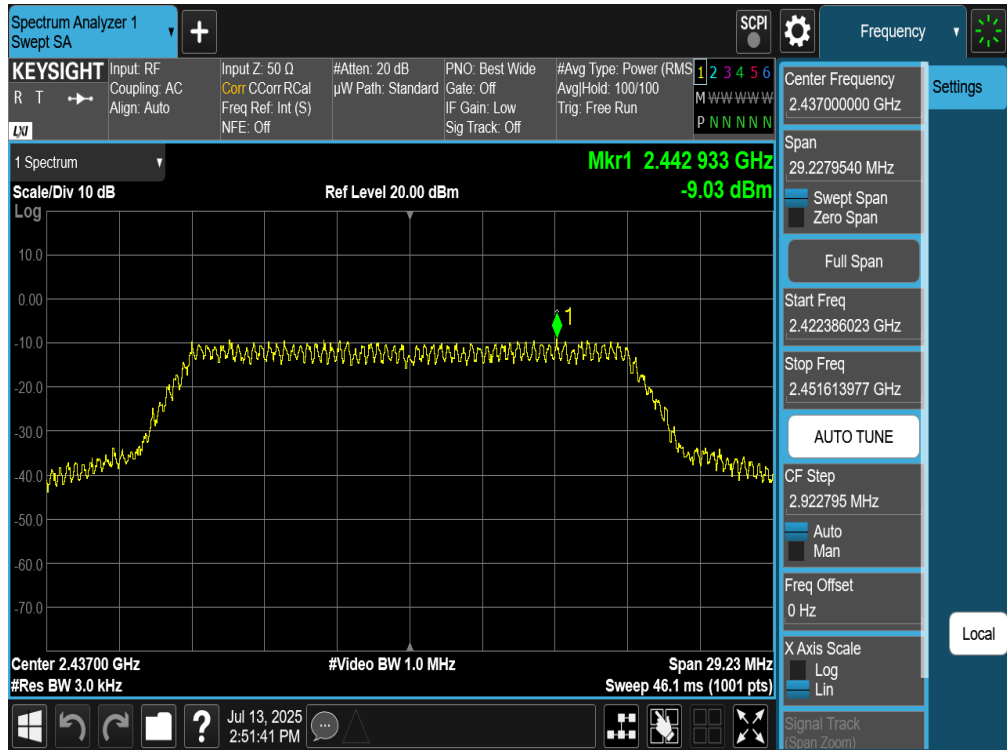 Spectrum Analyzer 1
Swept SA
+
SCPI
Frequency
KEYSIGHT
R T
LXI
Input: RF
Coupling: AC
Align: Auto
Input Z: 50 Ω
Corr CCorr RCal
Freq Ref: Int (S)
NFE: Off
#Atten: 20 dB
µW Path: Standard
PNO: Best Wide
Gate: Off
IF Gain: Low
Sig Track: Off
#Avg Type: Power (RMS
Avg|Hold: 100/100
Trig: Free Run
1 2 3 4 5 6
M W W W W W
P N N N N N
1 Spectrum
Mkr1 2.442 933 GHz
Scale/Div 10 dB
Ref Level 20.00 dBm
-9.03 dBm
Log
10.0
0.00
-10.0
-20.0
-30.0
-40.0
-50.0
-60.0
-70.0
1
Center 2.43700 GHz
#Video BW 1.0 MHz
Span 29.23 MHz
#Res BW 3.0 kHz
Sweep 46.1 ms (1001 pts)
Center Frequency
2.437000000 GHz
Span
29.2279540 MHz
Swept Span
Zero Span
Full Span
Start Freq
2.422386023 GHz
Stop Freq
2.451613977 GHz
AUTO TUNE
CF Step
2.922795 MHz
Auto
Man
Freq Offset
0 Hz
X Axis Scale
Log
Lin
Signal Track
(Span Zoom)
Settings
Local
?
Jul 13, 2025
2:51:41 PM